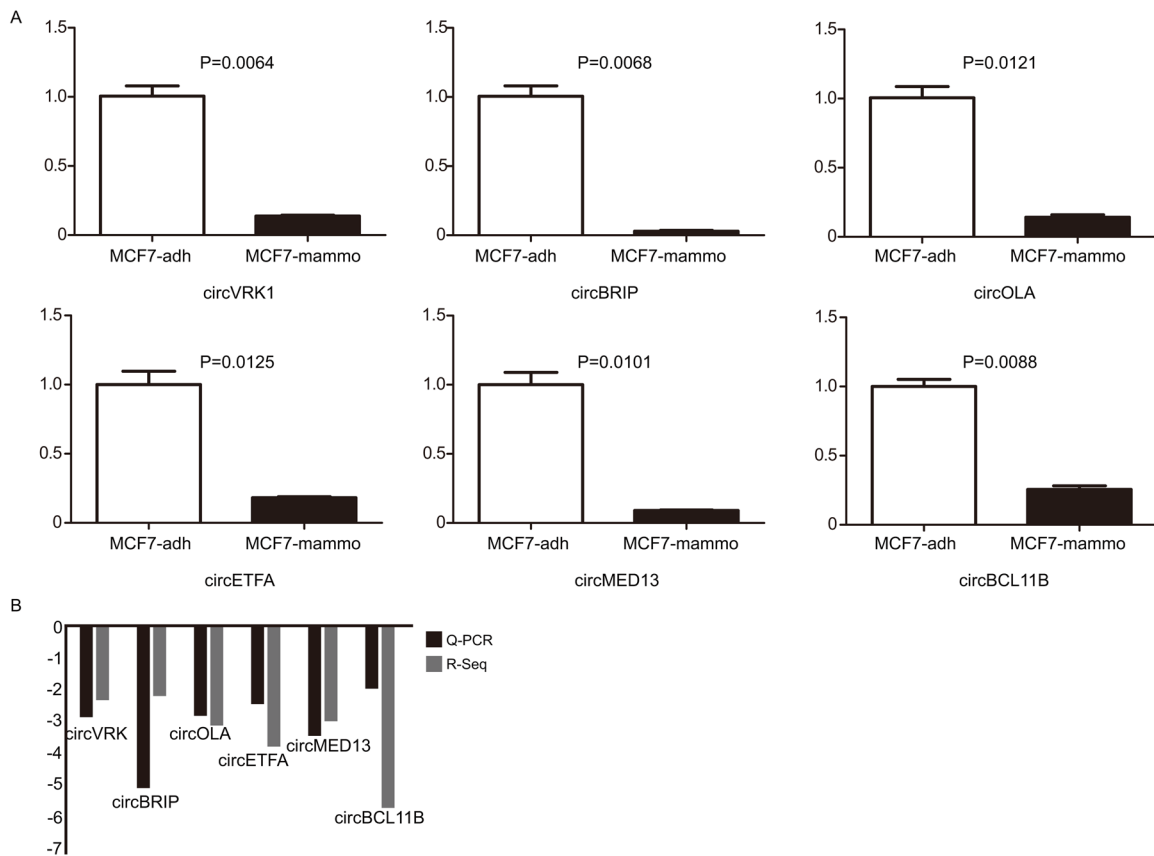 A
1.5
1.0
0.5
0
P=0.0064
MCF7-adh MCF7-mammo
circVRK1
1.5
1.0
0.5
0
P=0.0068
MCF7-adh MCF7-mammo
circBRIP
1.5
1.0
0.5
0
P=0.0121
MCF7-adh MCF7-mammo
circOLA
1.5
1.0
0.5
0
P=0.0125
MCF7-adh MCF7-mammo
circETFA
1.5
1.0
0.5
0
P=0.0101
MCF7-adh MCF7-mammo
circMED13
1.5
1.0
0.5
0
P=0.0088
MCF7-adh MCF7-mammo
circBCL11B
B
0
-1
-2
-3
-4
-5
-6
-7
circVRK
circBRIP
circOLA
circETFA
circMED13
circBCL11B
Q-PCR
R-Seq